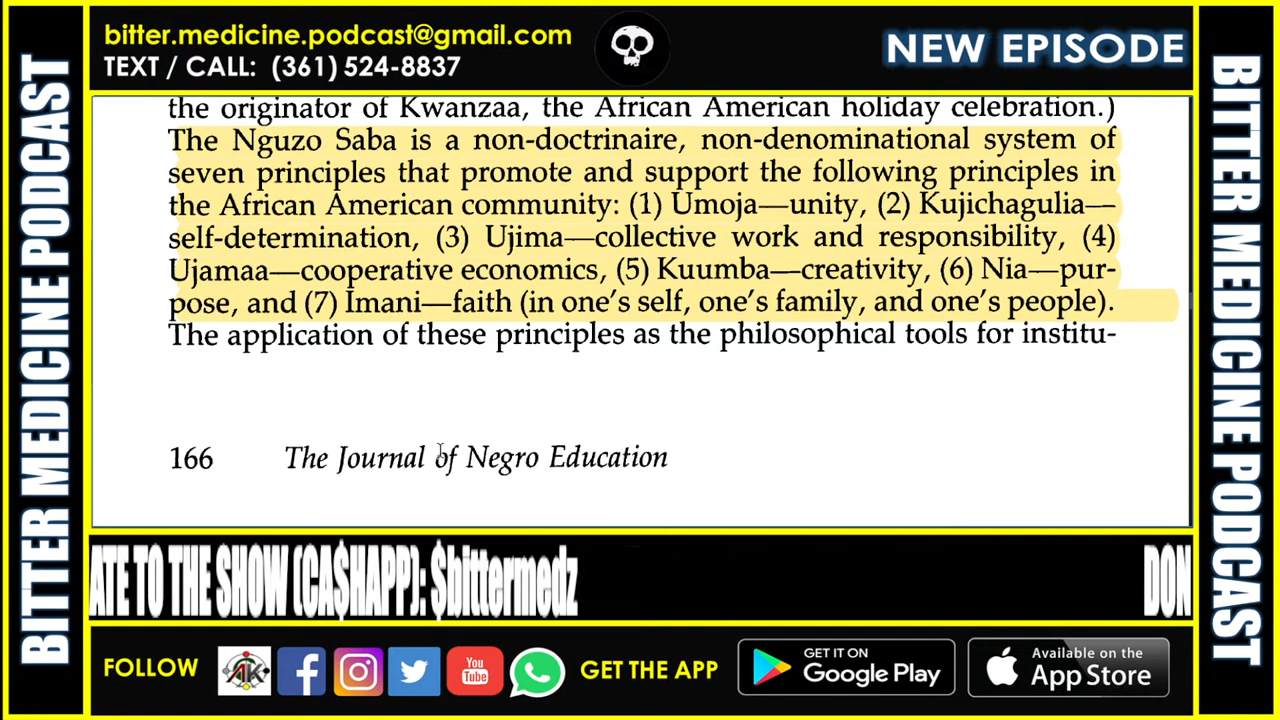 bitter.medicine.podcast@gmail.com
TEXT / CALL: (361) 524-8837
NEW EPISODE
BITTER MEDICINE PODCAST
the originator of Kwanzaa, the African American holiday celebration.)
The Nguzo Saba is a non-doctrinaire, non-denominational system of
seven principles that promote and support the following principles in
the African American community: (1) Umoja—unity, (2) Kujichagulia—
self-determination, (3) Ujima—collective work and responsibility, (4)
Ujamaa—cooperative economics, (5) Kuumba—creativity, (6) Nia—pur-
pose, and (7) Imani—faith (in one's self, one's family, and one's people).
The application of these principles as the philosophical tools for institu-
166 The Journal of Negro Education
BITTER MEDICINE PODCAST
ATE TO THE SHOW (CA$HAPP): $bittermedz
DON
FOLLOW
ATK
You
Tube
GET THE APP
GET IT ON
Google Play
Available on the
App Store